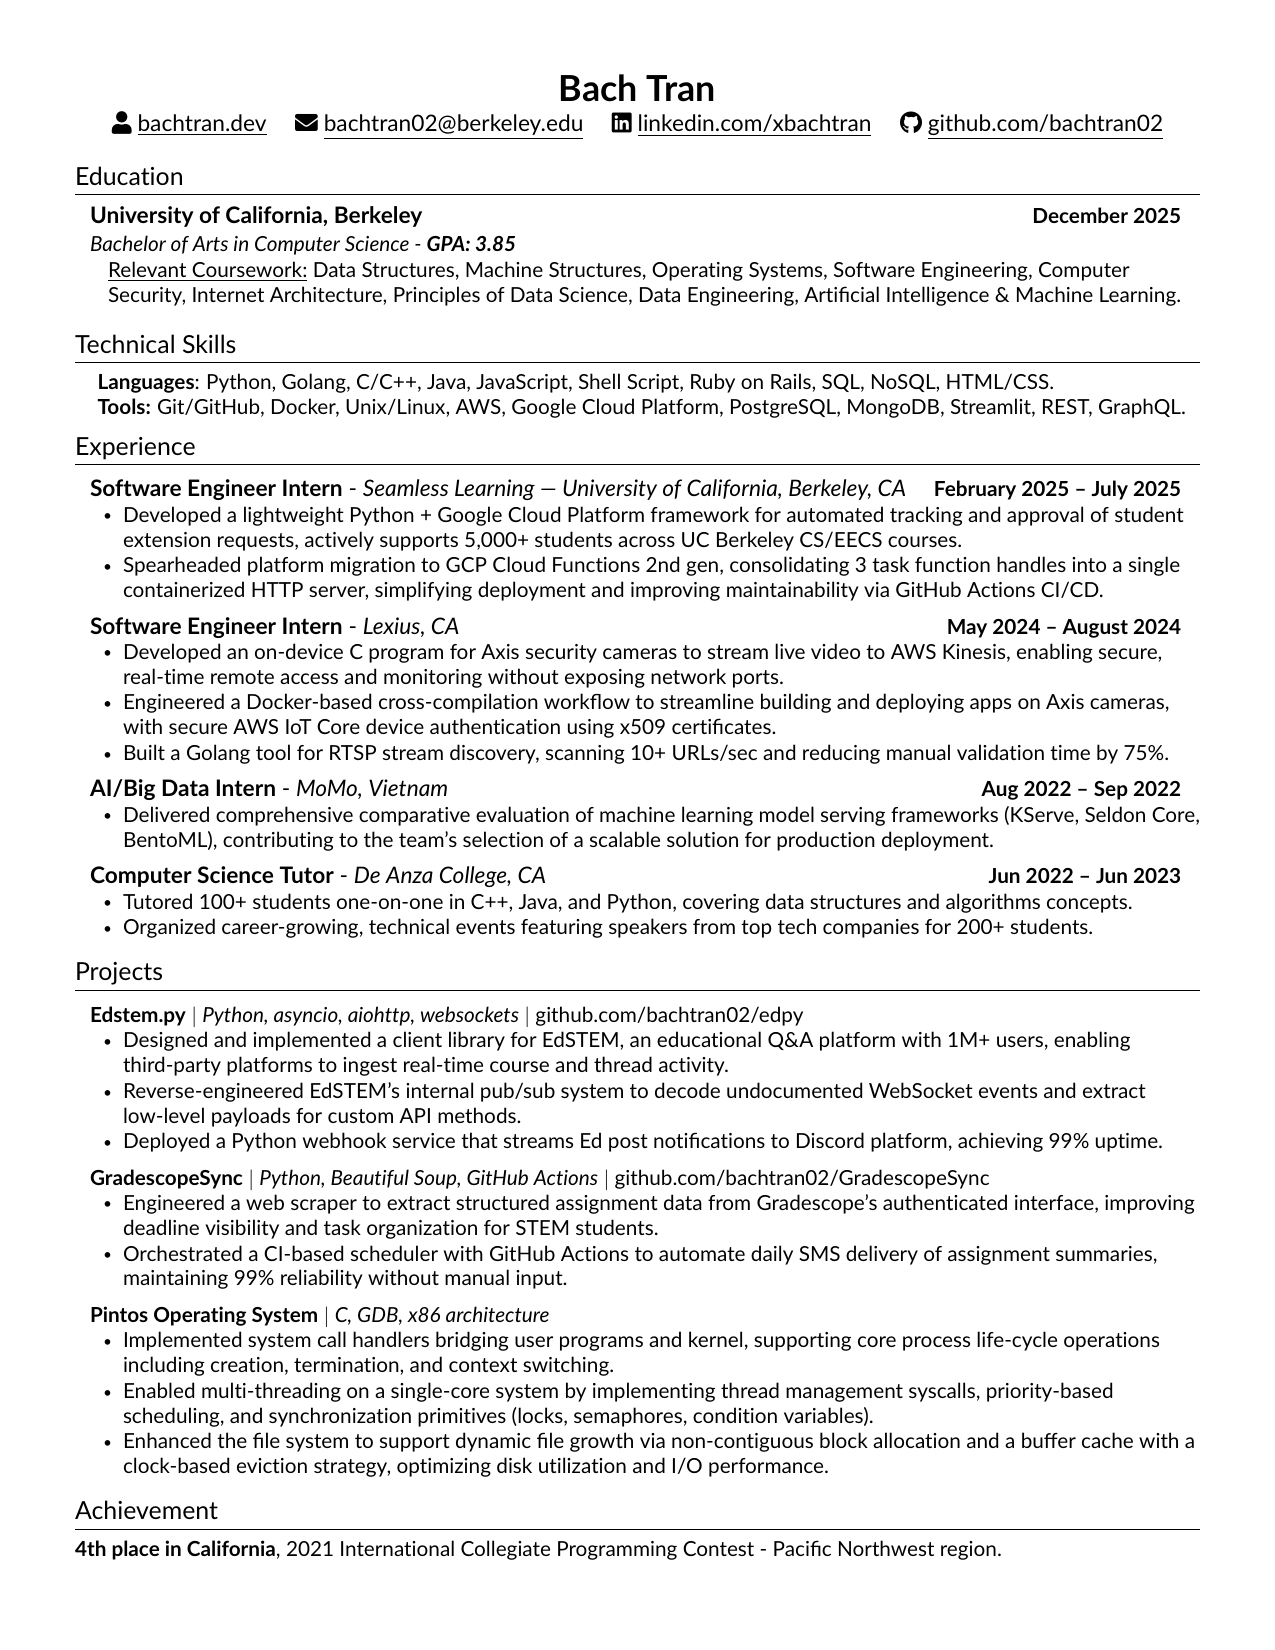 Bach Tran
bachtran.dev bachtran02@berkeley.edu linkedin.com/xbachtran github.com/bachtran02
Education
University of California, Berkeley December 2025
Bachelor of Arts in Computer Science - GPA: 3.85
Relevant Coursework: Data Structures, Machine Structures, Operating Systems, Software Engineering, Computer
Security, Internet Architecture, Principles of Data Science, Data Engineering, Artificial Intelligence & Machine Learning.
Technical Skills
Languages: Python, Golang, C/C++, Java, JavaScript, Shell Script, Ruby on Rails, SQL, NoSQL, HTML/CSS.
Tools: Git/GitHub, Docker, Unix/Linux, AWS, Google Cloud Platform, PostgreSQL, MongoDB, Streamlit, REST, GraphQL.
Experience
Software Engineer Intern - Seamless Learning — University of California, Berkeley, CA February 2025 – July 2025
• Developed a lightweight Python + Google Cloud Platform framework for automated tracking and approval of student
extension requests, actively supports 5,000+ students across UC Berkeley CS/EECS courses.
• Spearheaded platform migration to GCP Cloud Functions 2nd gen, consolidating 3 task function handles into a single
containerized HTTP server, simplifying deployment and improving maintainability via GitHub Actions CI/CD.
Software Engineer Intern - Lexius, CA May 2024 – August 2024
• Developed an on-device C program for Axis security cameras to stream live video to AWS Kinesis, enabling secure,
real-time remote access and monitoring without exposing network ports.
• Engineered a Docker-based cross-compilation workflow to streamline building and deploying apps on Axis cameras,
with secure AWS IoT Core device authentication using x509 certificates.
• Built a Golang tool for RTSP stream discovery, scanning 10+ URLs/sec and reducing manual validation time by 75%.
AI/Big Data Intern - MoMo, Vietnam Aug 2022 – Sep 2022
• Delivered comprehensive comparative evaluation of machine learning model serving frameworks (KServe, Seldon Core,
BentoML), contributing to the team's selection of a scalable solution for production deployment.
Computer Science Tutor - De Anza College, CA Jun 2022 – Jun 2023
• Tutored 100+ students one-on-one in C++, Java, and Python, covering data structures and algorithms concepts.
• Organized career-growing, technical events featuring speakers from top tech companies for 200+ students.
Projects
Edstem.py | Python, asyncio, aiohttp, websockets | github.com/bachtran02/edpy
• Designed and implemented a client library for EdSTEM, an educational Q&A platform with 1M+ users, enabling
third-party platforms to ingest real-time course and thread activity.
• Reverse-engineered EdSTEM's internal pub/sub system to decode undocumented WebSocket events and extract
low-level payloads for custom API methods.
• Deployed a Python webhook service that streams Ed post notifications to Discord platform, achieving 99% uptime.
GradescopeSync | Python, Beautiful Soup, GitHub Actions | github.com/bachtran02/GradescopeSync
• Engineered a web scraper to extract structured assignment data from Gradescope's authenticated interface, improving
deadline visibility and task organization for STEM students.
• Orchestrated a CI-based scheduler with GitHub Actions to automate daily SMS delivery of assignment summaries,
maintaining 99% reliability without manual input.
Pintos Operating System | C, GDB, x86 architecture
• Implemented system call handlers bridging user programs and kernel, supporting core process life-cycle operations
including creation, termination, and context switching.
• Enabled multi-threading on a single-core system by implementing thread management syscalls, priority-based
scheduling, and synchronization primitives (locks, semaphores, condition variables).
• Enhanced the file system to support dynamic file growth via non-contiguous block allocation and a buffer cache with a
clock-based eviction strategy, optimizing disk utilization and I/O performance.
Achievement
4th place in California, 2021 International Collegiate Programming Contest - Pacific Northwest region.